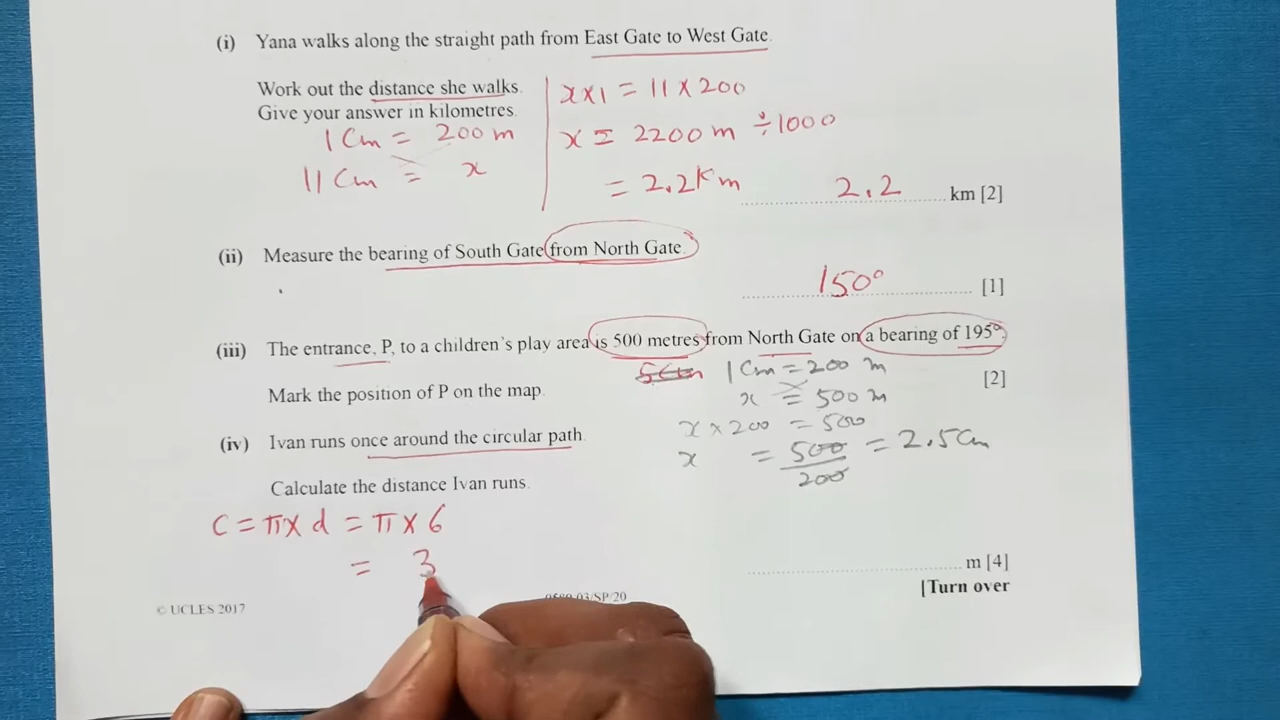 (i) Yana walks along the straight path from East Gate to West Gate.
Work out the distance she walks.
Give your answer in kilometres.
1 Cm = 200 m
11 Cm = x
x × 1 = 11 × 200
x = 2200 m ÷ 1000
= 2.2 Km
2.2 km [2]
(ii) Measure the bearing of South Gate from North Gate.
150° [1]
(iii) The entrance, P, to a children's play area is 500 metres from North Gate on a bearing of 195°.
1 Cm = 200 m
[2]
Mark the position of P on the map.
x = 500 m
x × 200 = 500
x = 500/200 = 2.5 Cm
(iv) Ivan runs once around the circular path.
Calculate the distance Ivan runs.
C = π × d = π × 6
= 3
m [4]
[Turn over
© UCLES 2017
0580/03/SP/20